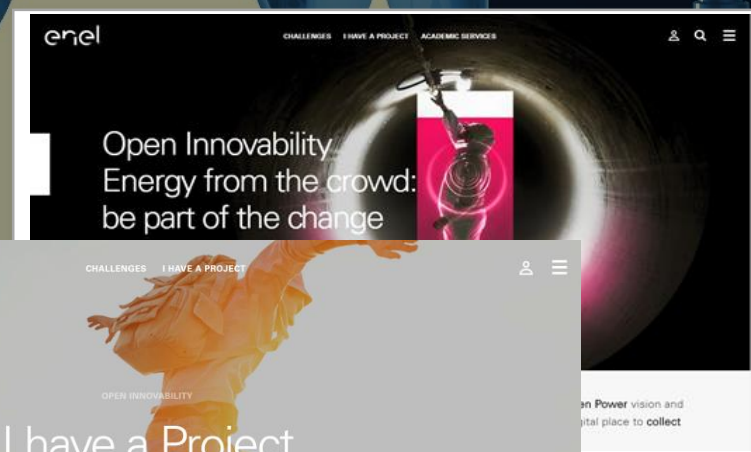 enel
CHALLENGES I HAVE A PROJECT ACADEMIC SERVICES
Open Innovability
Energy from the crowd:
be part of the change
CHALLENGES I HAVE A PROJECT
OPEN INNOVABILITY
I have a Project
en Power vision and
ital place to collect